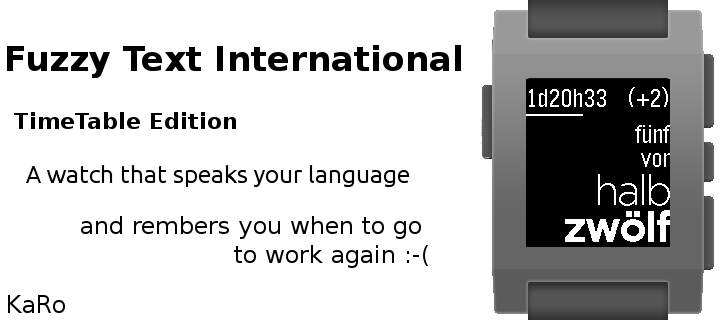 Fuzzy Text International
TimeTable Edition
A watch that speaks your language
and rembers you when to go
to work again :-(
KaRo
1d20h33 (+2)
fünf
vor
halb
zwölf